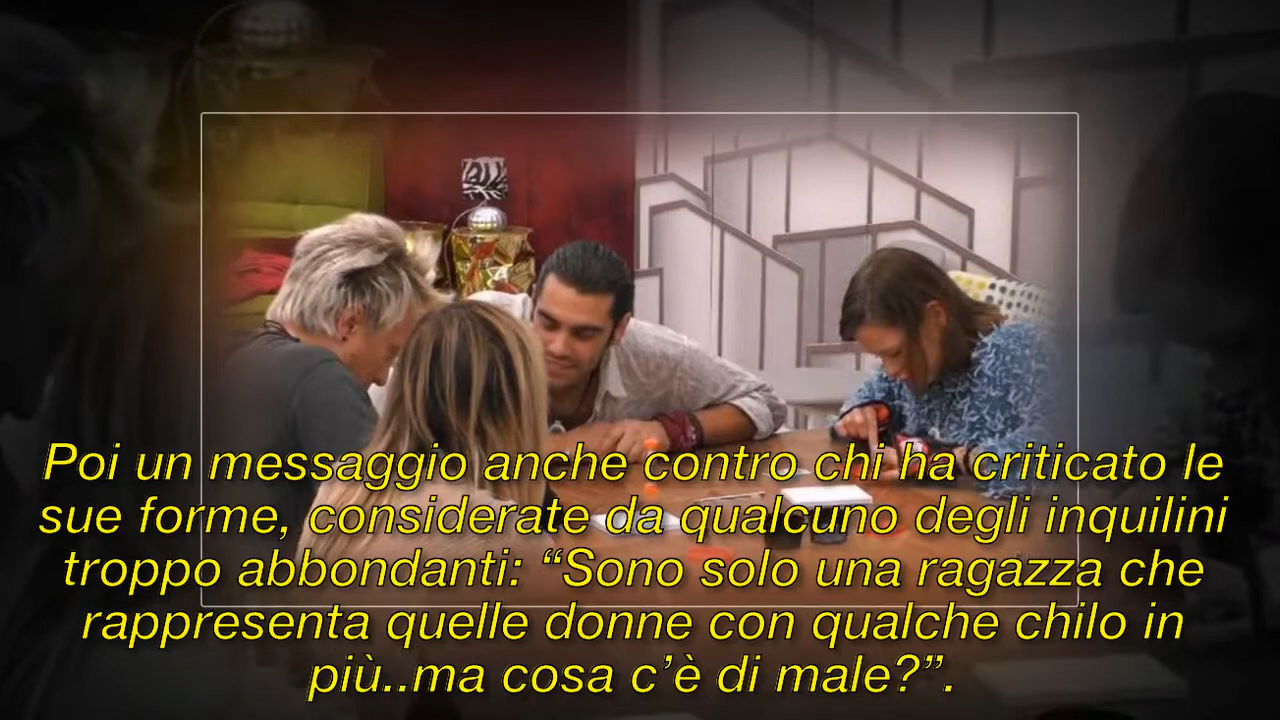 Poi un messaggio anche contro chi ha criticato le
sue forme, considerate da qualcuno degli inquilini
troppo abbondanti: “Sono solo una ragazza che
rappresenta quelle donne con qualche chilo in
più..ma cosa c’è di male?”.